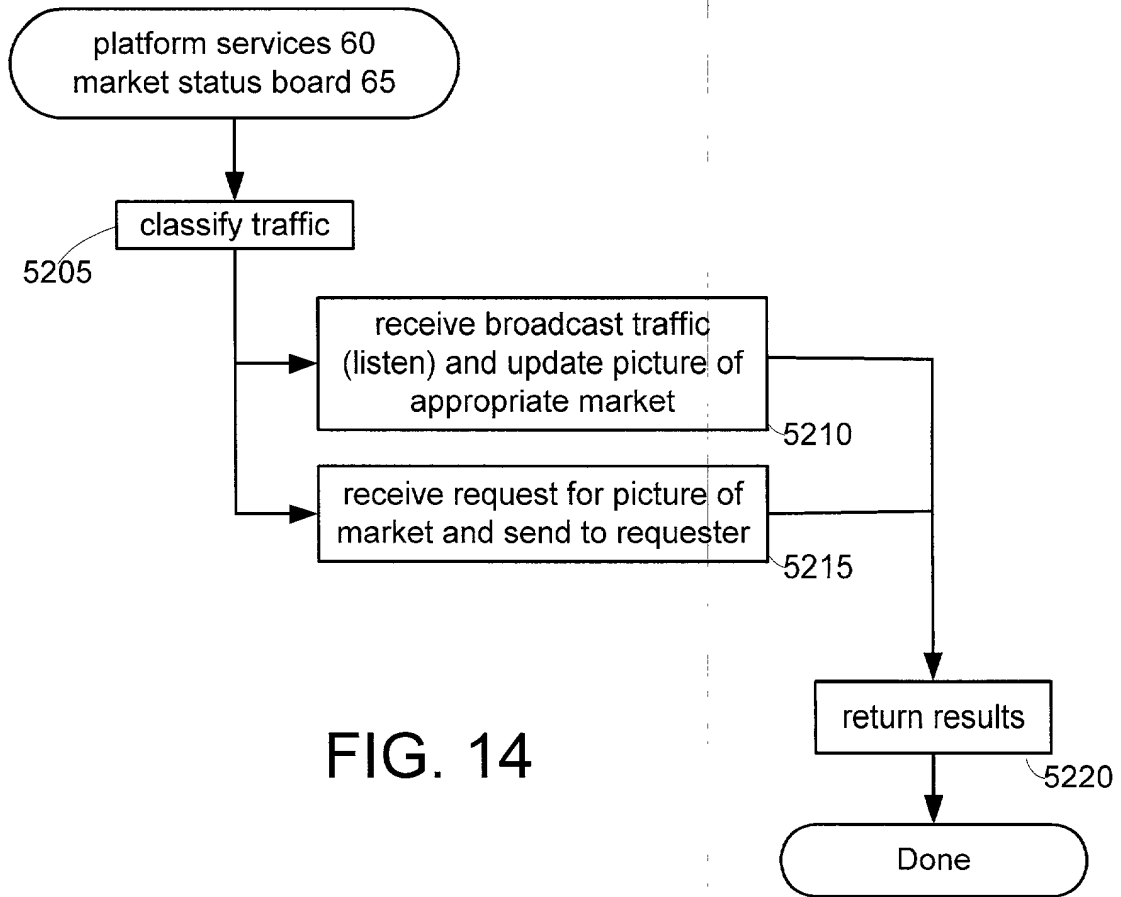 platform services 60
market status board 65
classify traffic
5205
receive broadcast traffic
(listen) and update picture of
appropriate market
5210
receive request for picture of
market and send to requester
5215
return results
5220
Done
FIG. 14